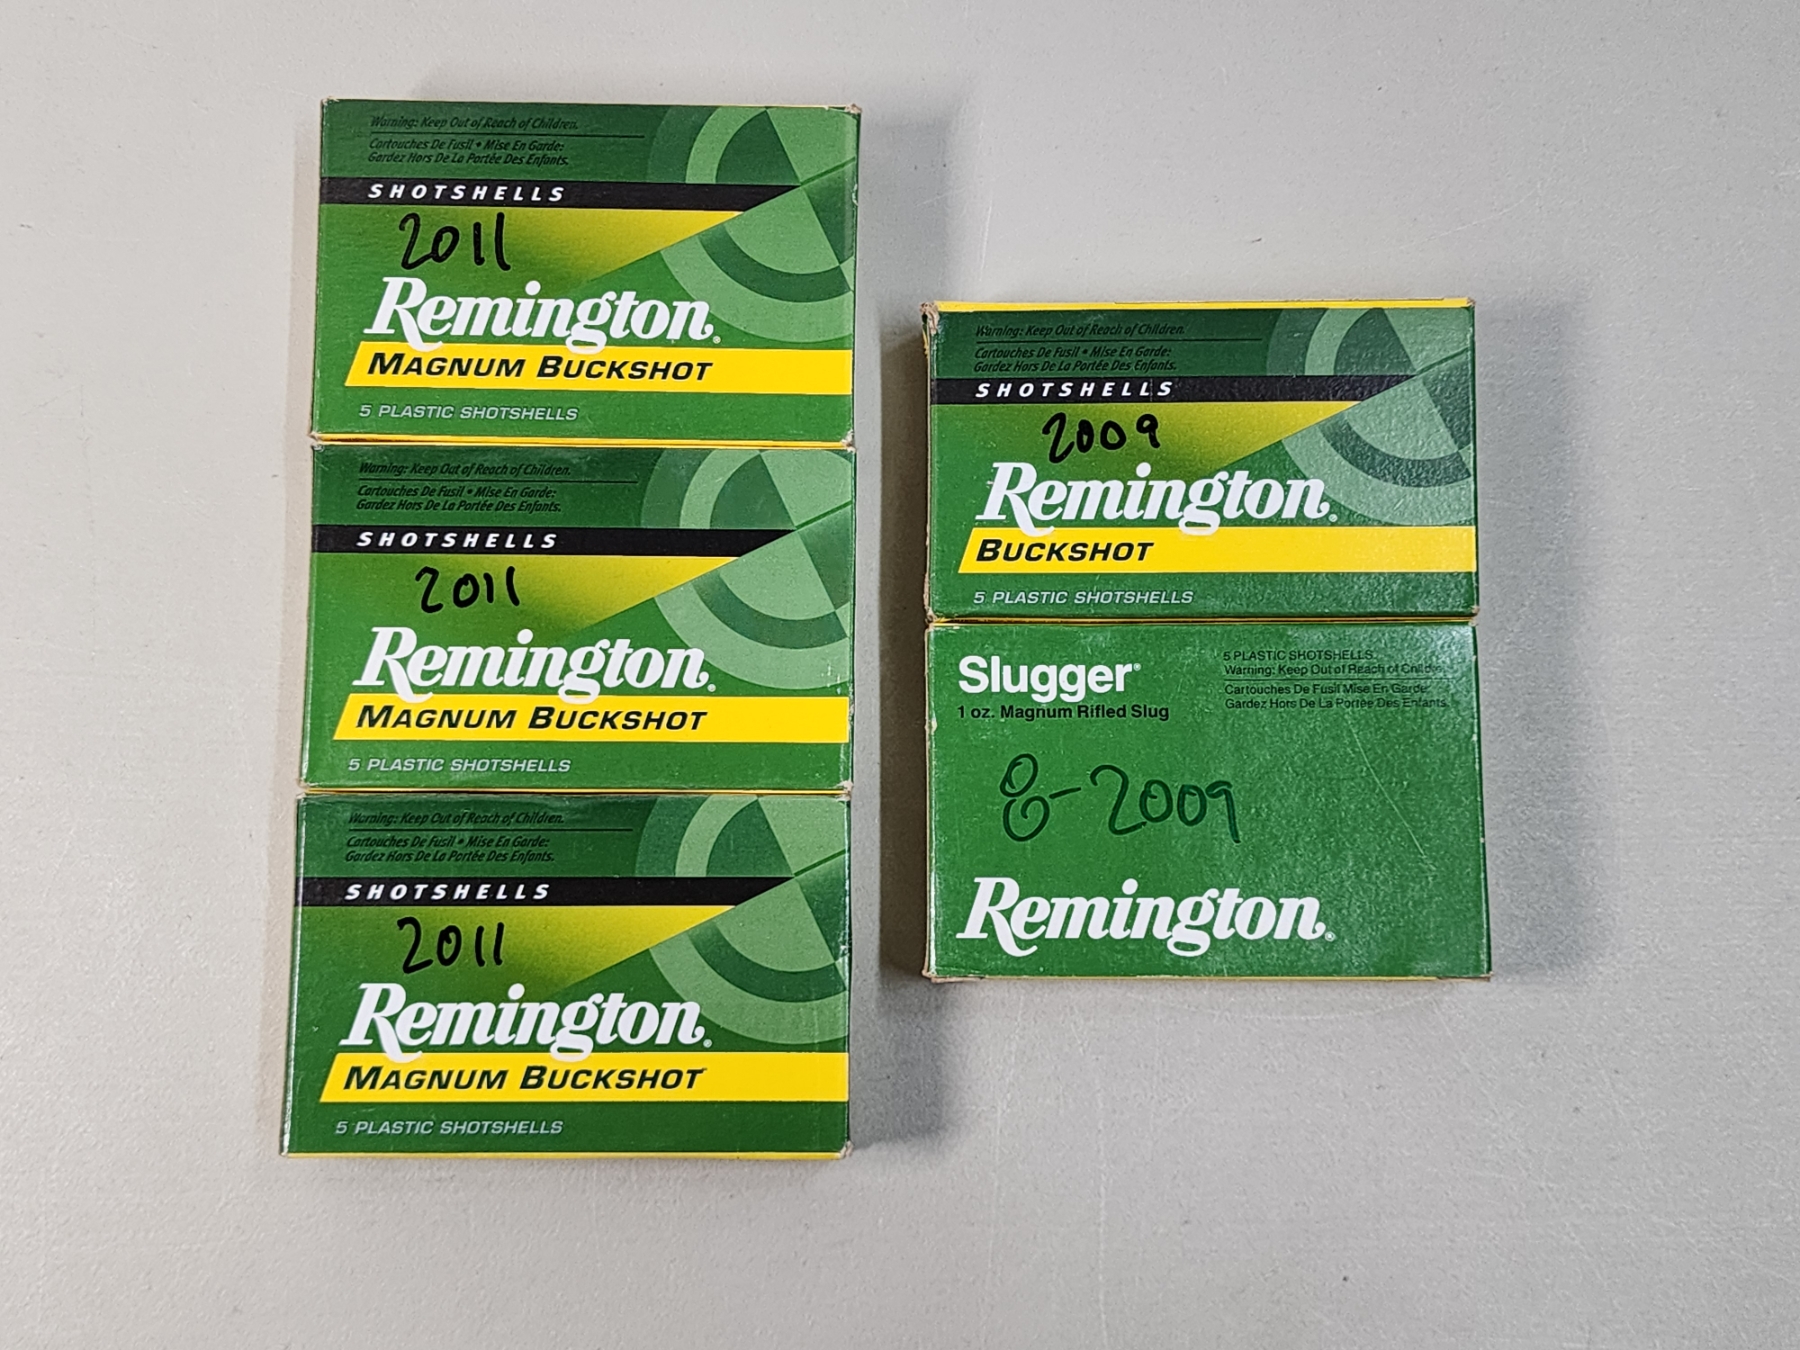 Warning: Keep Out of Reach of Children.
Cartouches De Fusil • Mise En Garde:
Gardez Hors De La Portée Des Enfants.
SHOTSHELLS
2011
Remington®
MAGNUM BUCKSHOT
5 PLASTIC SHOTSHELLS
Warning: Keep Out of Reach of Children.
Cartouches De Fusil • Mise En Garde:
Gardez Hors De La Portée Des Enfants.
SHOTSHELLS
2011
Remington®
MAGNUM BUCKSHOT
5 PLASTIC SHOTSHELLS
Warning: Keep Out of Reach of Children.
Cartouches De Fusil • Mise En Garde:
Gardez Hors De La Portée Des Enfants.
SHOTSHELLS
2011
Remington®
MAGNUM BUCKSHOT
5 PLASTIC SHOTSHELLS
Warning: Keep Out of Reach of Children.
Cartouches De Fusil • Mise En Garde:
Gardez Hors De La Portée Des Enfants.
SHOTSHELLS
2009
Remington®
BUCKSHOT
5 PLASTIC SHOTSHELLS
Slugger®
1 oz. Magnum Rifled Slug
5 PLASTIC SHOTSHELLS.
Warning: Keep Out of Reach of Children.
Cartouches De Fusil Mise En Garde:
Gardez Hors De La Portée Des Enfants.
8-2009
Remington®